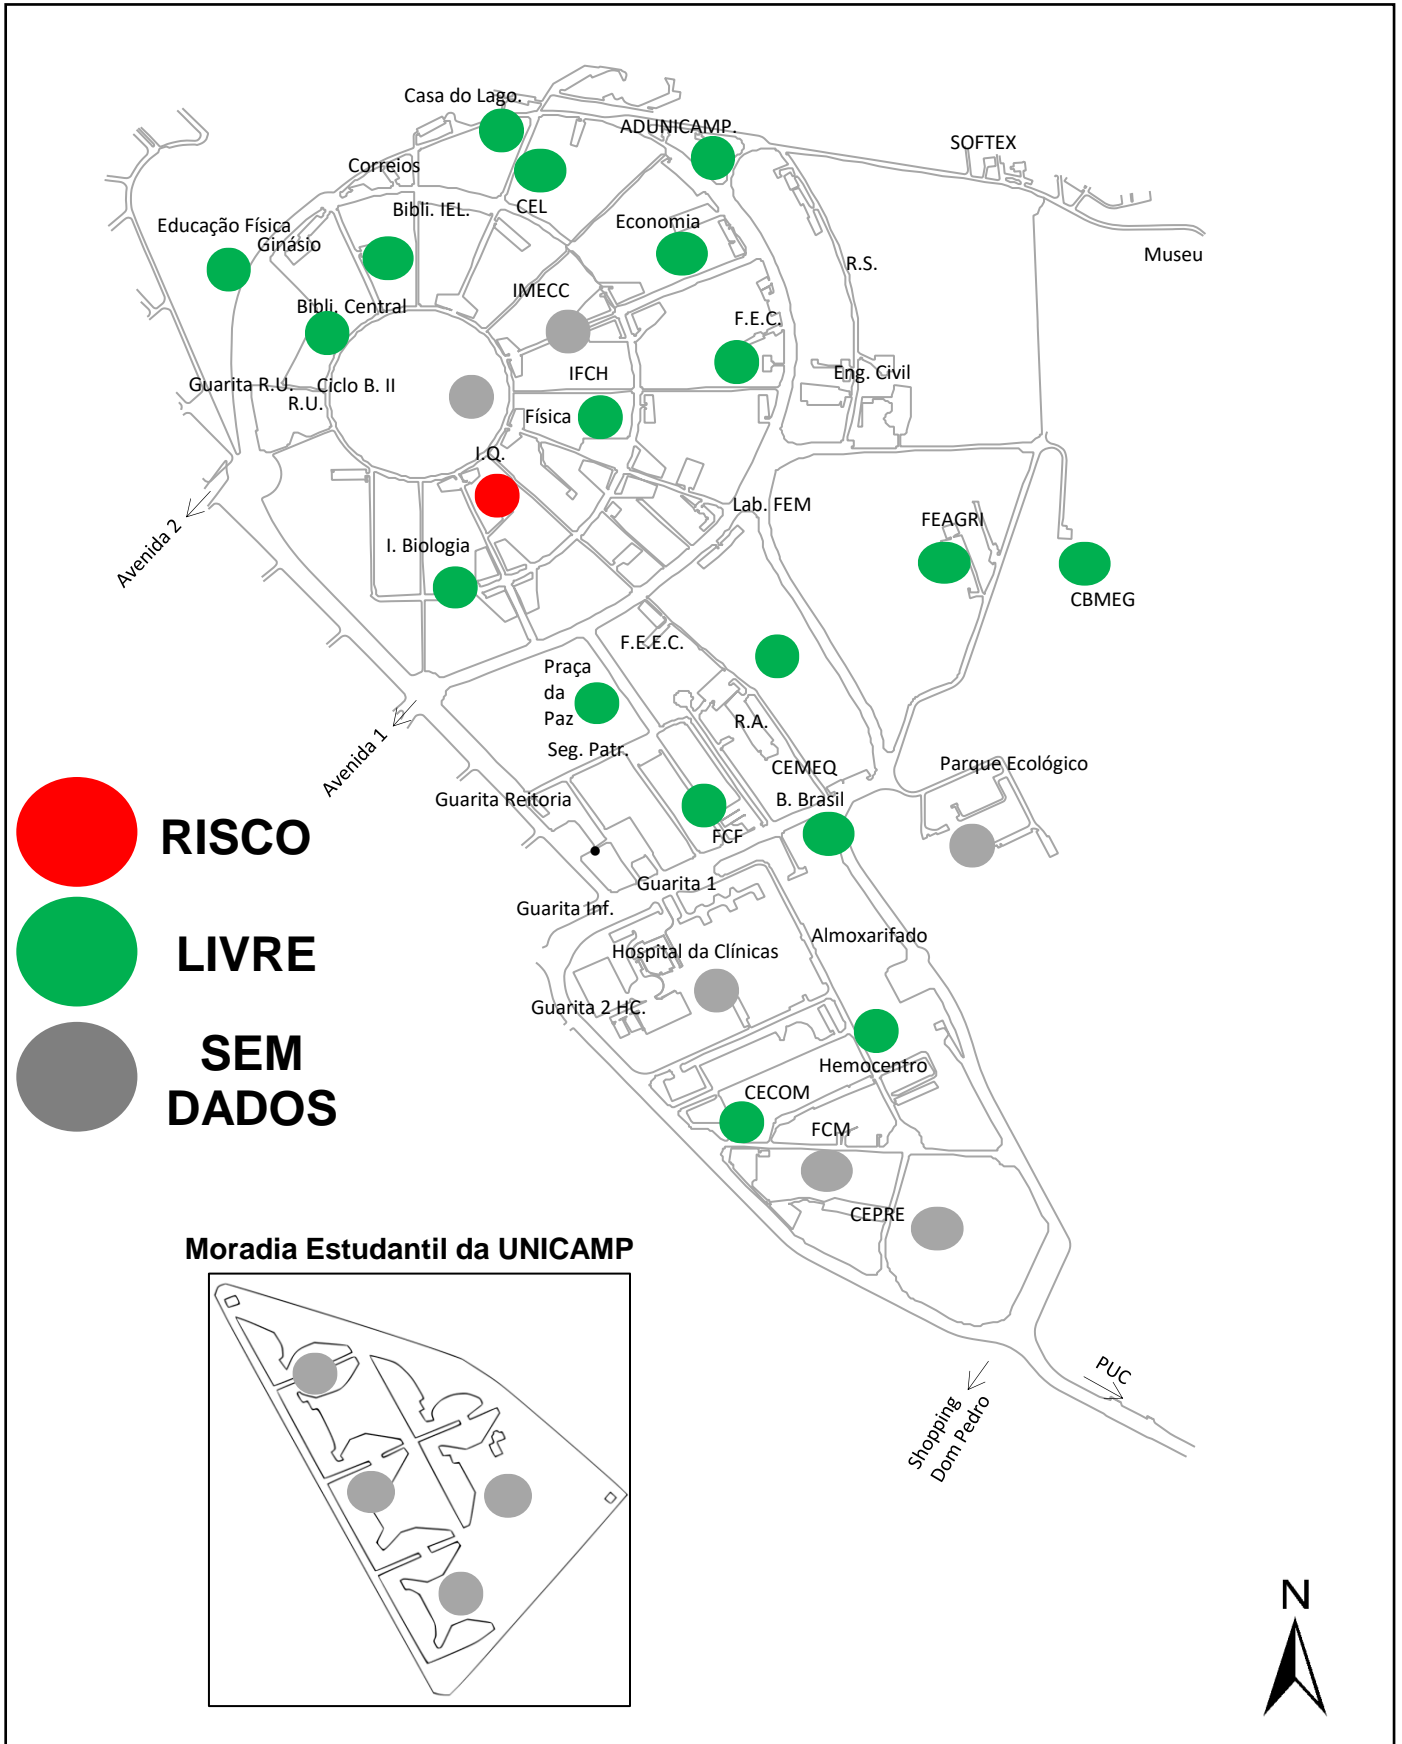 Casa do Lago.
ADUNICAMP.
SOFTEX
Correios
Bibli. IEL.
CEL
Educação Física
Ginásio
Economia
Museu
R.S.
IMECC
Bibli. Central
F.E.C.
Guarita R.U.
Ciclo B. II
R.U.
IFCH
Eng. Civil
Física
I.Q.
Lab. FEM
FEAGRI
Avenida 2
I. Biologia
CBMEG
F.E.E.C.
Praça
da
Paz
R.A.
Avenida 1
Seg. Patr.
CEMEQ
Parque Ecológico
Guarita Reitoria
B. Brasil
FCF
RISCO
Guarita 1
Guarita Inf.
Almoxarifado
LIVRE
Hospital da Clínicas
Guarita 2 HC.
SEM
DADOS
Hemocentro
CECOM
FCM
CEPRE
Moradia Estudantil da UNICAMP
PUC
Shopping
Dom Pedro
N